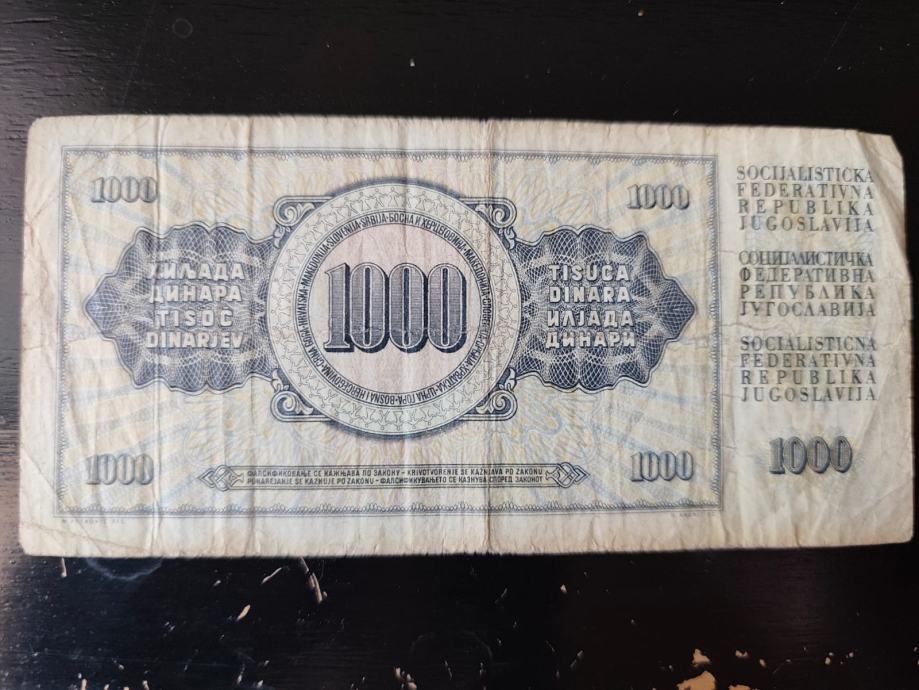 1000
1000
ХИЉАДА
ДИНАРА
TISOČ
DINARJEV
1000
TISUĆA
DINARA
ИЛЈАДА
ДИНАРИ
1000
1000
ФАЛСИФИКОВАЊЕ СЕ КАЖЊАВА ПО ЗАКОНУ - KRIVOTVORENJE SE KAŽNJAVA PO ZAKONU
PONAREJANJE SE KAZNUJE PO ZAKONU - ФАЛСИФИКУВАЊЕТО СЕ КАЗНУВА СПОРЕД ЗАКОНОТ
SOCIJALISTIČKA
FEDERATIVNA
REPUBLIKA
JUGOSLAVIJA
СОЦИЈАЛИСТИЧКА
ФЕДЕРАТИВНА
РЕПУБЛИКА
ЈУГОСЛАВИЈА
SOCIALISTIČNA
FEDERATIVNA
REPUBLIKA
JUGOSLAVIJA
1000